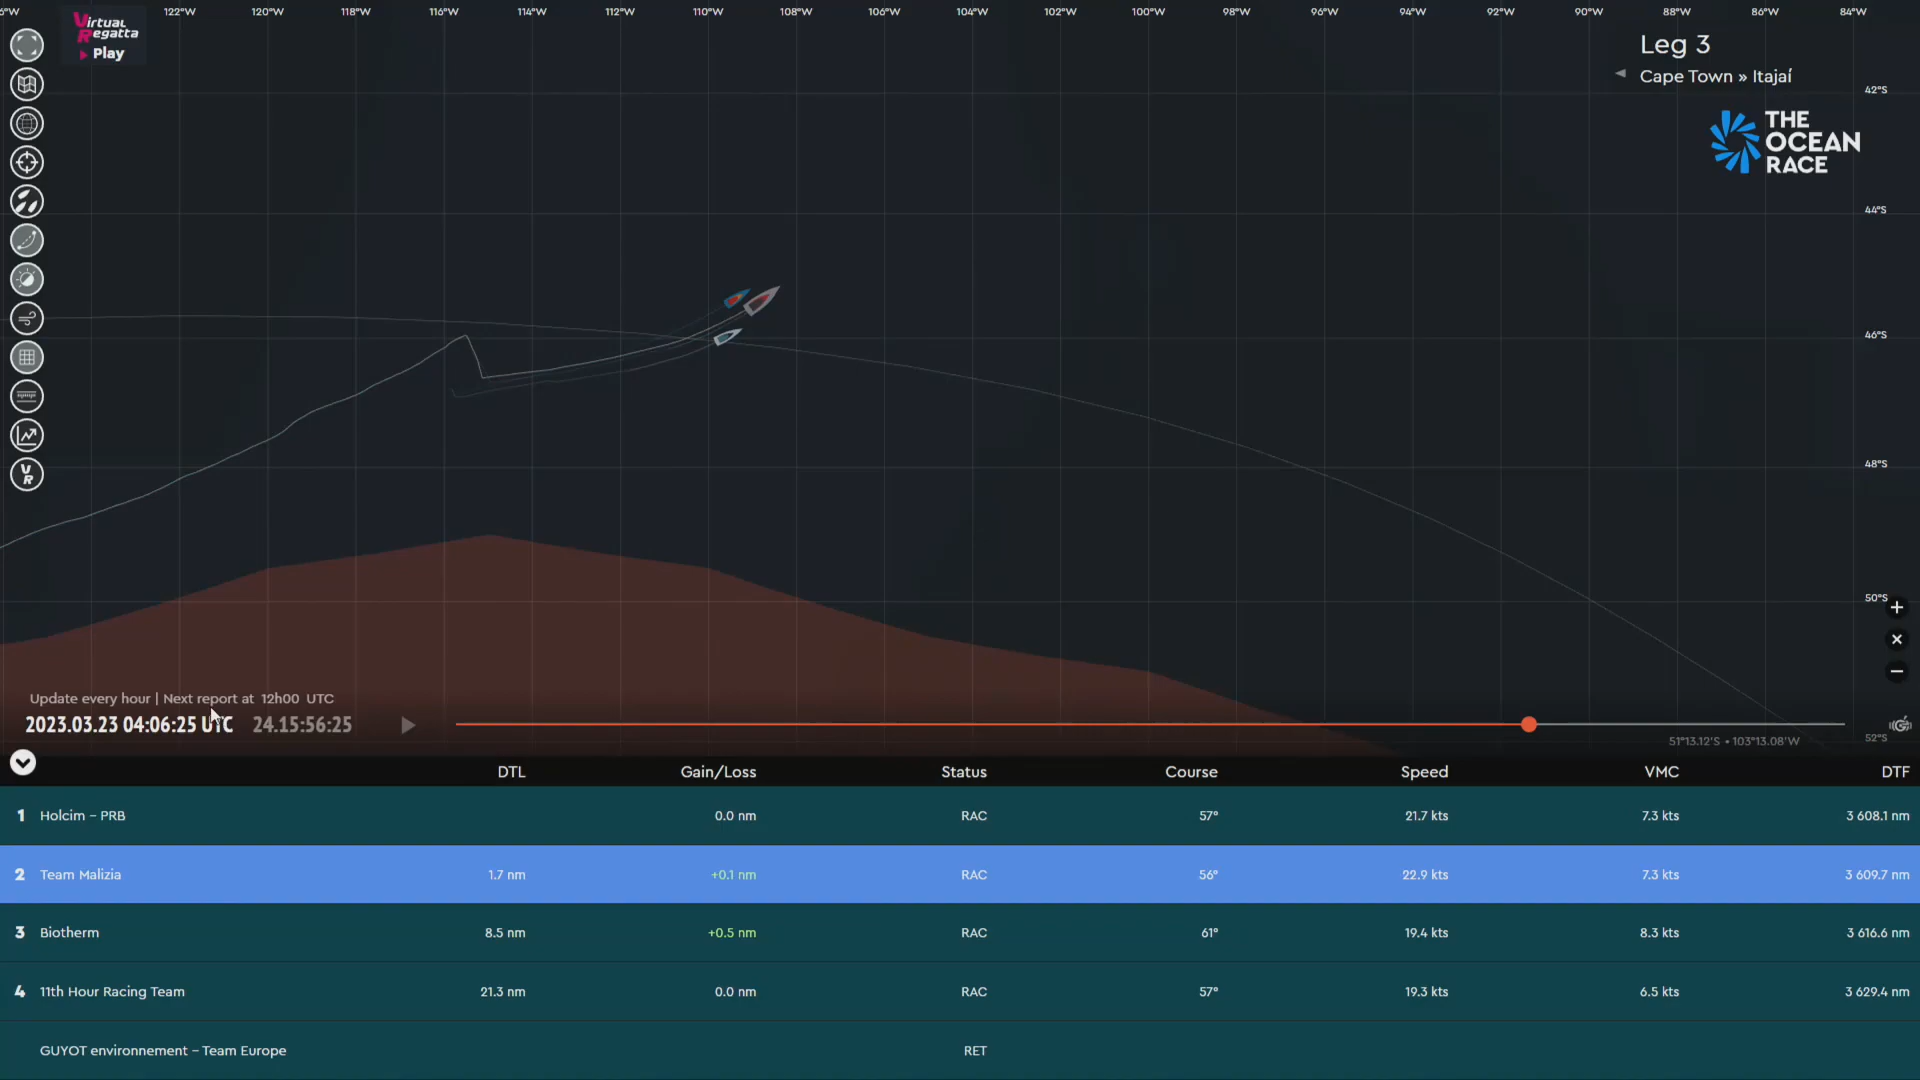 122°W 120°W 118°W 116°W 114°W 112°W 110°W 108°W 106°W 104°W 102°W 100°W 98°W 96°W 94°W 92°W 90°W 88°W 86°W 84°W
Virtual
Regatta
Play
Leg 3
Cape Town » Itajaí
THE
OCEAN
RACE
42°S
44°S
46°S
48°S
50°S
52°S
VR
Update every hour | Next report at 12h00 UTC
2023.03.23 04:06:25 UTC 24.15:56:25
51°13.12'S • 103°13.08'W
DTL Gain/Loss Status Course Speed VMC DTF
1 Holcim – PRB 0.0 nm RAC 57° 21.7 kts 7.3 kts 3 608.1 nm
2 Team Malizia 1.7 nm +0.1 nm RAC 56° 22.9 kts 7.3 kts 3 609.7 nm
3 Biotherm 8.5 nm +0.5 nm RAC 61° 19.4 kts 8.3 kts 3 616.6 nm
4 11th Hour Racing Team 21.3 nm 0.0 nm RAC 57° 19.3 kts 6.5 kts 3 629.4 nm
GUYOT environnement – Team Europe RET